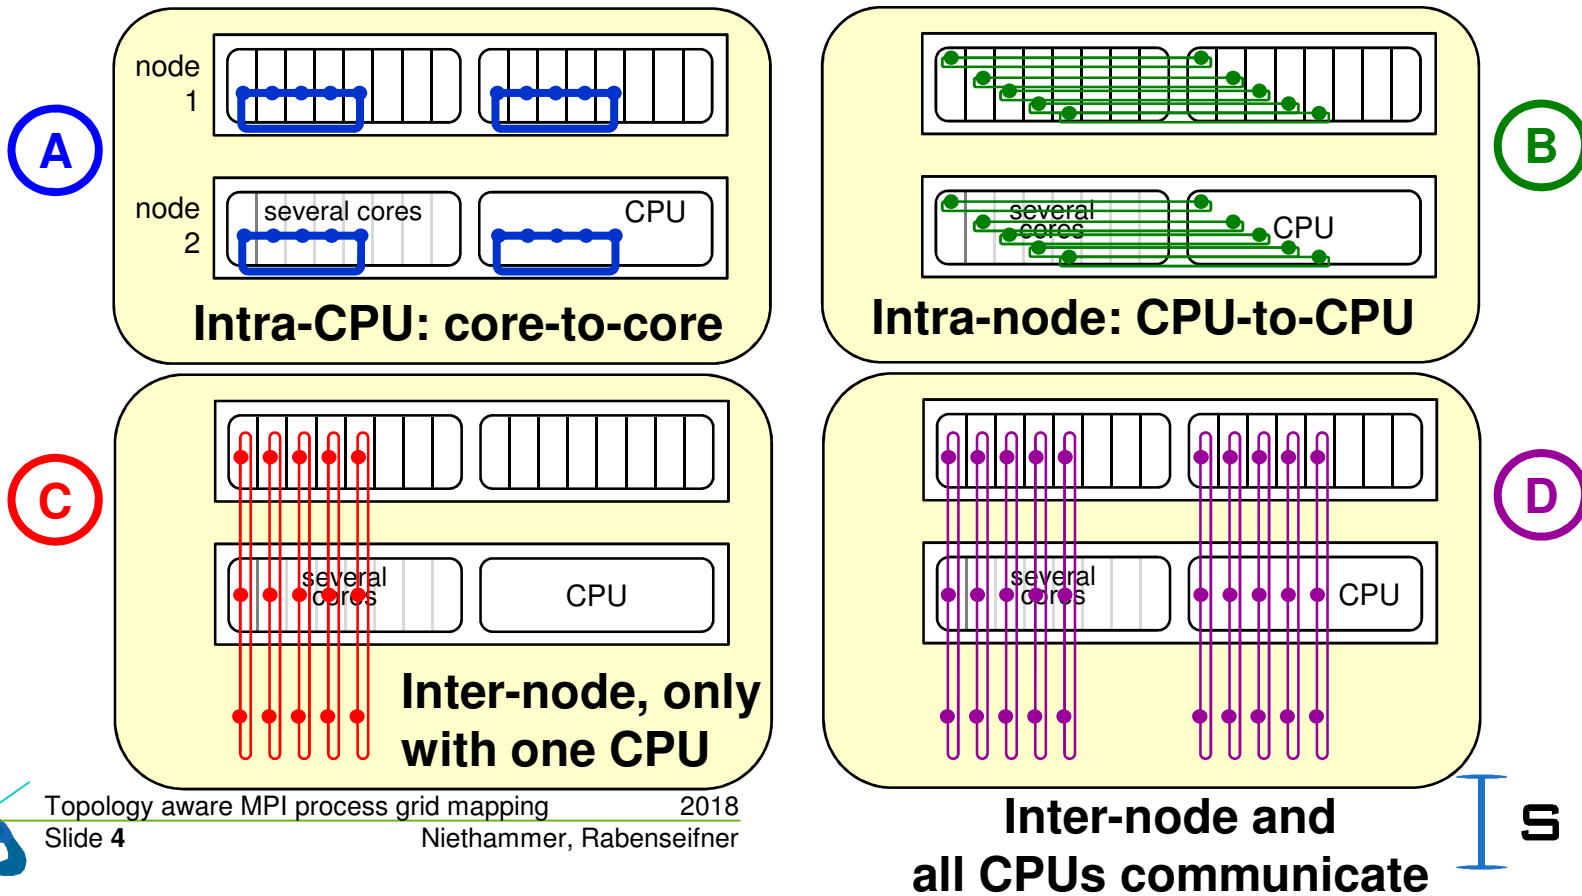 A
node
1
node
2
several cores
CPU
Intra-CPU: core-to-core
B
several
cores
CPU
Intra-node: CPU-to-CPU
C
several
cores
CPU
Inter-node, only
with one CPU
D
several
cores
CPU
Inter-node and
all CPUs communicate
Topology aware MPI process grid mapping 2018
Slide 4 Niethammer, Rabenseifner
S